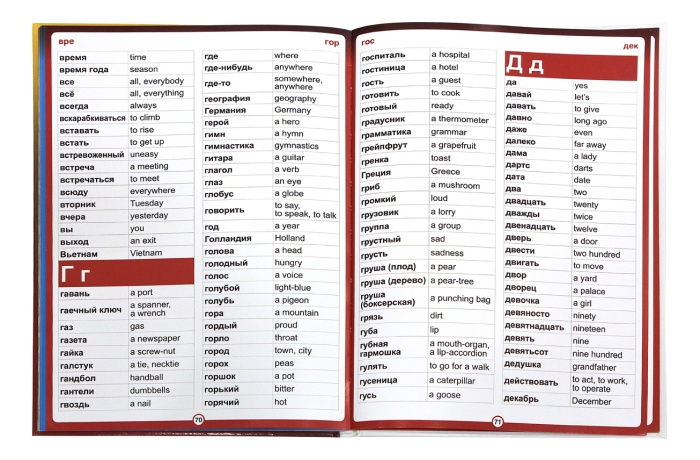 вре
гор
время time
время года season
все all, everybody
всё all, everything
всегда always
вскарабкиваться to climb
вставать to rise
встать to get up
встревоженный uneasy
встреча a meeting
встречаться to meet
всюду everywhere
вторник Tuesday
вчера yesterday
вы you
выход an exit
Вьетнам Vietnam
Г г
гавань a port
гаечный ключ a spanner,
a wrench
газ gas
газета a newspaper
гайка a screw-nut
галстук a tie, necktie
гандбол handball
гантели dumbbells
гвоздь a nail
где where
где-нибудь anywhere
где-то somewhere,
anywhere
география geography
Германия Germany
герой a hero
гимн a hymn
гимнастика gymnastics
гитара a guitar
глагол a verb
глаз an eye
глобус a globe
говорить to say,
to speak, to talk
год a year
Голландия Holland
голова a head
голодный hungry
голос a voice
голубой light-blue
голубь a pigeon
гора a mountain
гордый proud
горло throat
город town, city
горох peas
горшок a pot
горький bitter
горячий hot
70
гос
дек
госпиталь a hospital
гостиница a hotel
гость a guest
готовить to cook
готовый ready
градусник a thermometer
грамматика grammar
грейпфрут a grapefruit
гренка toast
Греция Greece
гриб a mushroom
громкий loud
грузовик a lorry
группа a group
грустный sad
грусть sadness
груша (плод) a pear
груша (дерево) a pear-tree
груша
(боксерская) a punching bag
грязь dirt
губа lip
губная
гармошка a mouth-organ,
a lip-accordion
гулять to go for a walk
гусеница a caterpillar
гусь a goose
Д д
да yes
давай let's
давать to give
давно long ago
даже even
далеко far away
дама a lady
дартс darts
дата date
два two
двадцать twenty
дважды twice
двенадцать twelve
дверь a door
двести two hundred
двигать to move
двор a yard
дворец a palace
девочка a girl
девяносто ninety
девятнадцать nineteen
девять nine
девятьсот nine hundred
дедушка grandfather
действовать to act, to work,
to operate
декабрь December
71